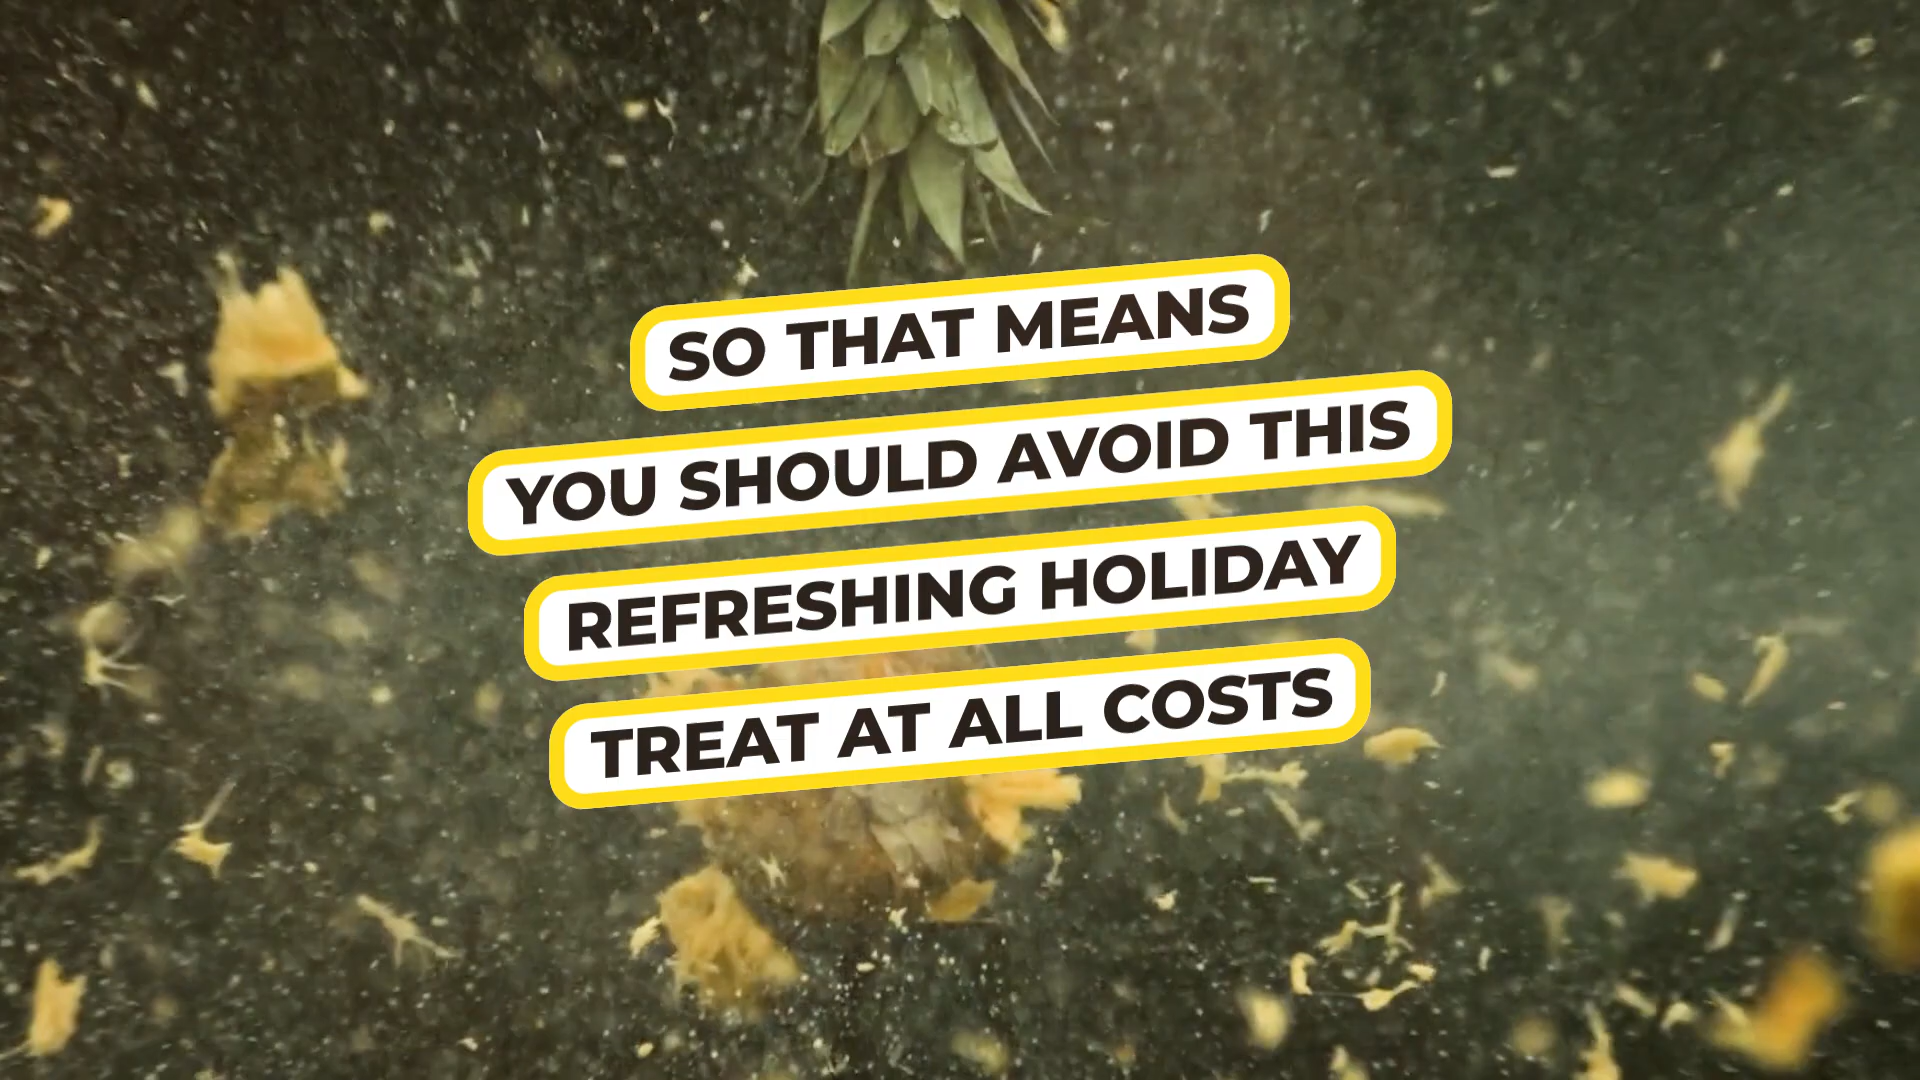 SO THAT MEANS
YOU SHOULD AVOID THIS
REFRESHING HOLIDAY
TREAT AT ALL COSTS